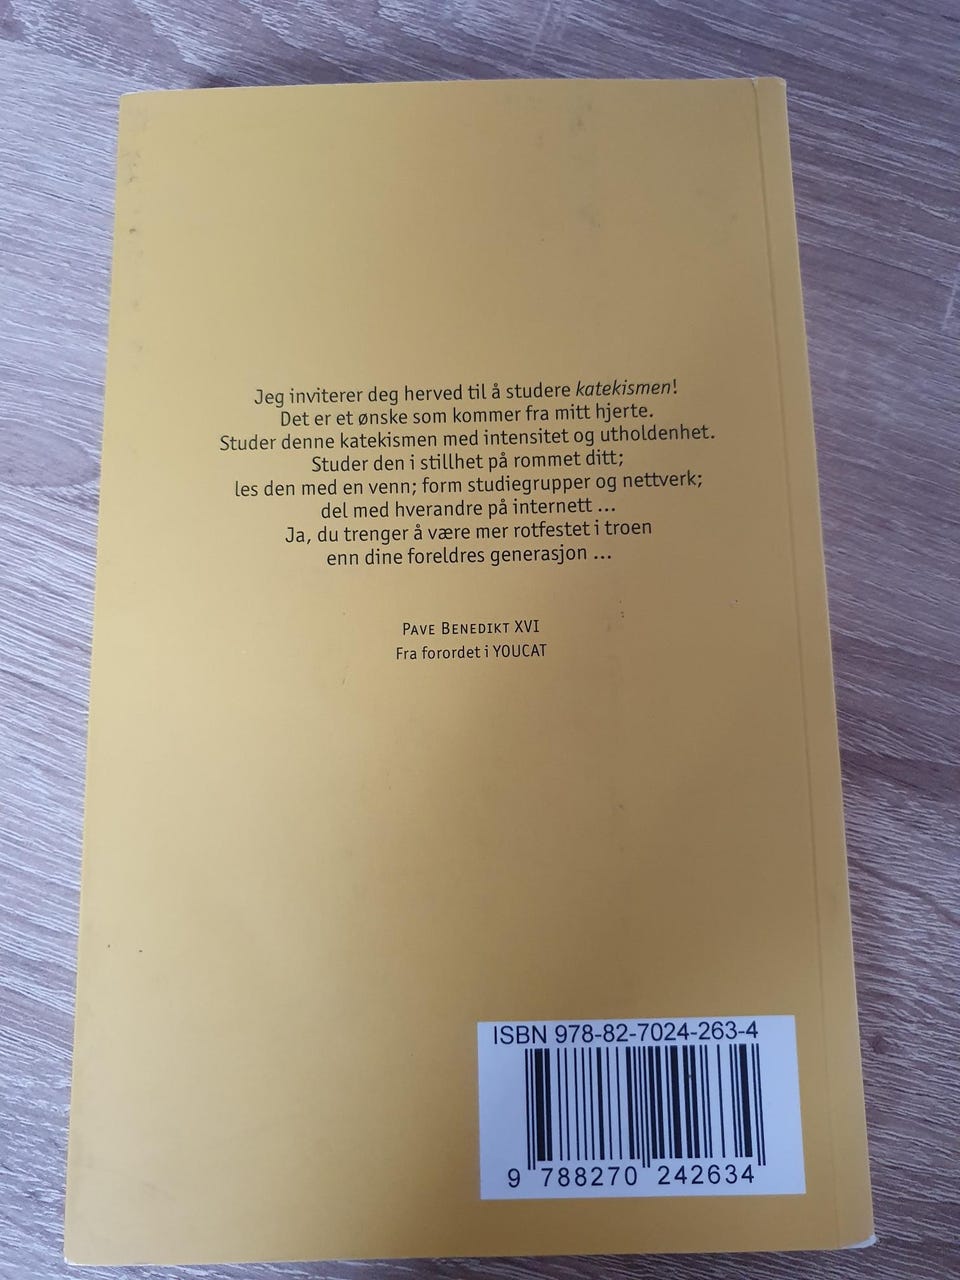 Jeg inviterer deg herved til å studere katekismen!
Det er et ønske som kommer fra mitt hjerte.
Studer denne katekismen med intensitet og utholdenhet.
Studer den i stillhet på rommet ditt;
les den med en venn; form studiegrupper og nettverk;
del med hverandre på internett ...
Ja, du trenger å være mer rotfestet i troen
enn dine foreldres generasjon ...
PAVE BENEDIKT XVI
Fra forordet i YOUCAT
ISBN 978-82-7024-263-4
9 788270 242634